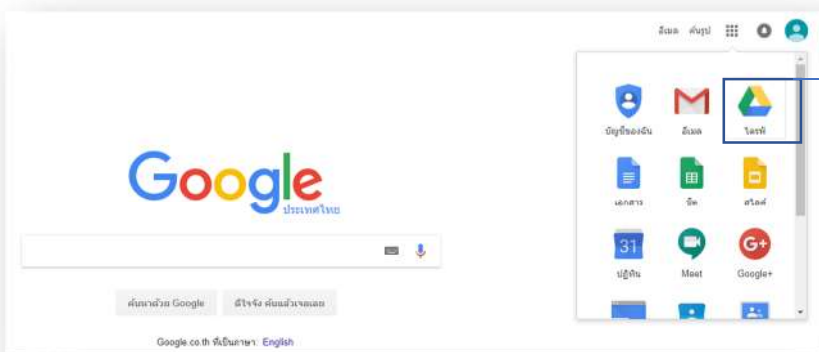 อีเมล ค้นรูป
บัญชีของฉัน อีเมล ไดรฟ์
เอกสาร ชีต สไลด์
31 G+
ปฏิทิน Meet Google+
Google
ประเทศไทย
ค้นหาด้วย Google ดีใจจัง ค้นแล้วเจอเลย
Google.co.th ที่เป็นภาษา: English